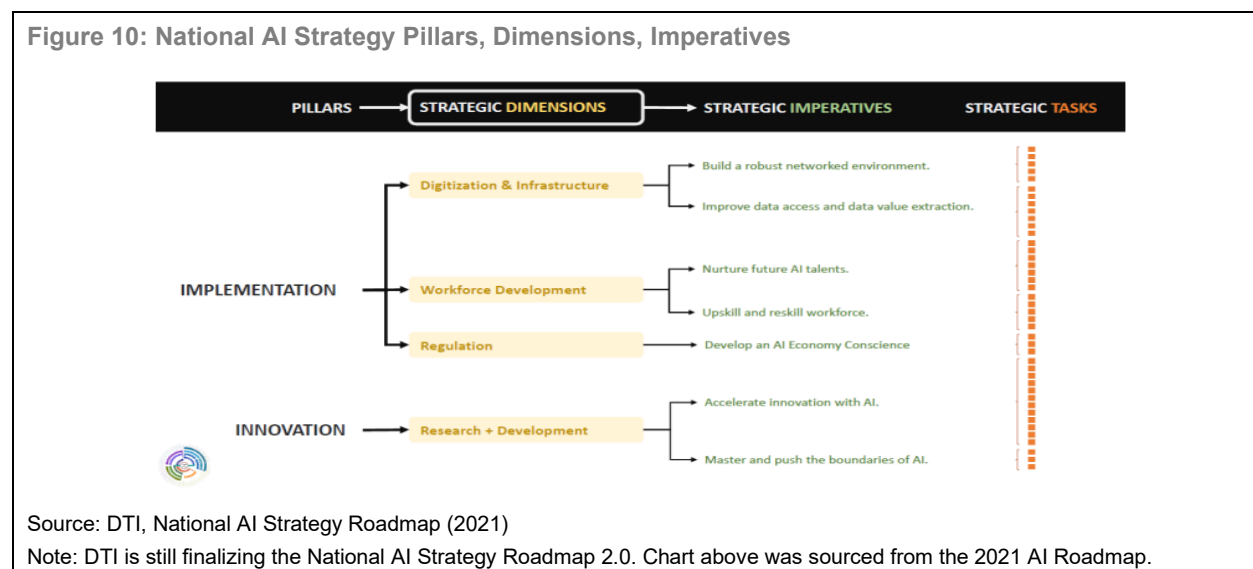 Figure 10: National AI Strategy Pillars, Dimensions, Imperatives
PILLARS
STRATEGIC DIMENSIONS
STRATEGIC IMPERATIVES
STRATEGIC TASKS
IMPLEMENTATION
Digitization & Infrastructure
Build a robust networked environment.
Improve data access and data value extraction.
Workforce Development
Nurture future AI talents.
Upskill and reskill workforce.
Regulation
Develop an AI Economy Conscience
INNOVATION
Research + Development
Accelerate innovation with AI.
Master and push the boundaries of AI.
Source: DTI, National AI Strategy Roadmap (2021)
Note: DTI is still finalizing the National AI Strategy Roadmap 2.0. Chart above was sourced from the 2021 AI Roadmap.